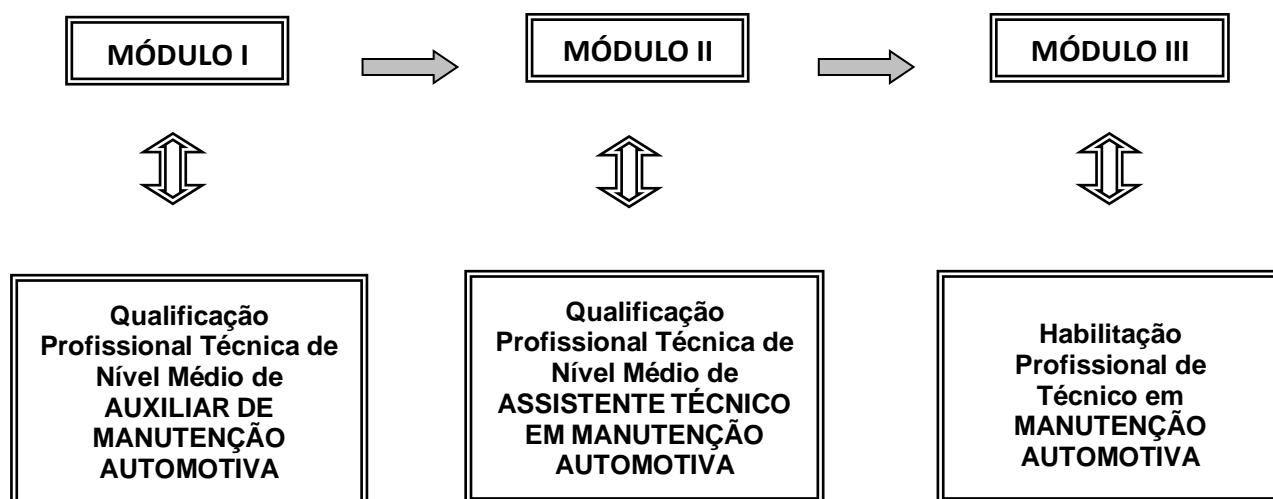 MÓDULO I
MÓDULO II
MÓDULO III
Qualificação
Profissional Técnica de
Nível Médio de
AUXILIAR DE
MANUTENÇÃO
AUTOMOTIVA
Qualificação
Profissional Técnica de
Nível Médio de
ASSISTENTE TÉCNICO
EM MANUTENÇÃO
AUTOMOTIVA
Habilitação
Profissional de
Técnico em
MANUTENÇÃO
AUTOMOTIVA